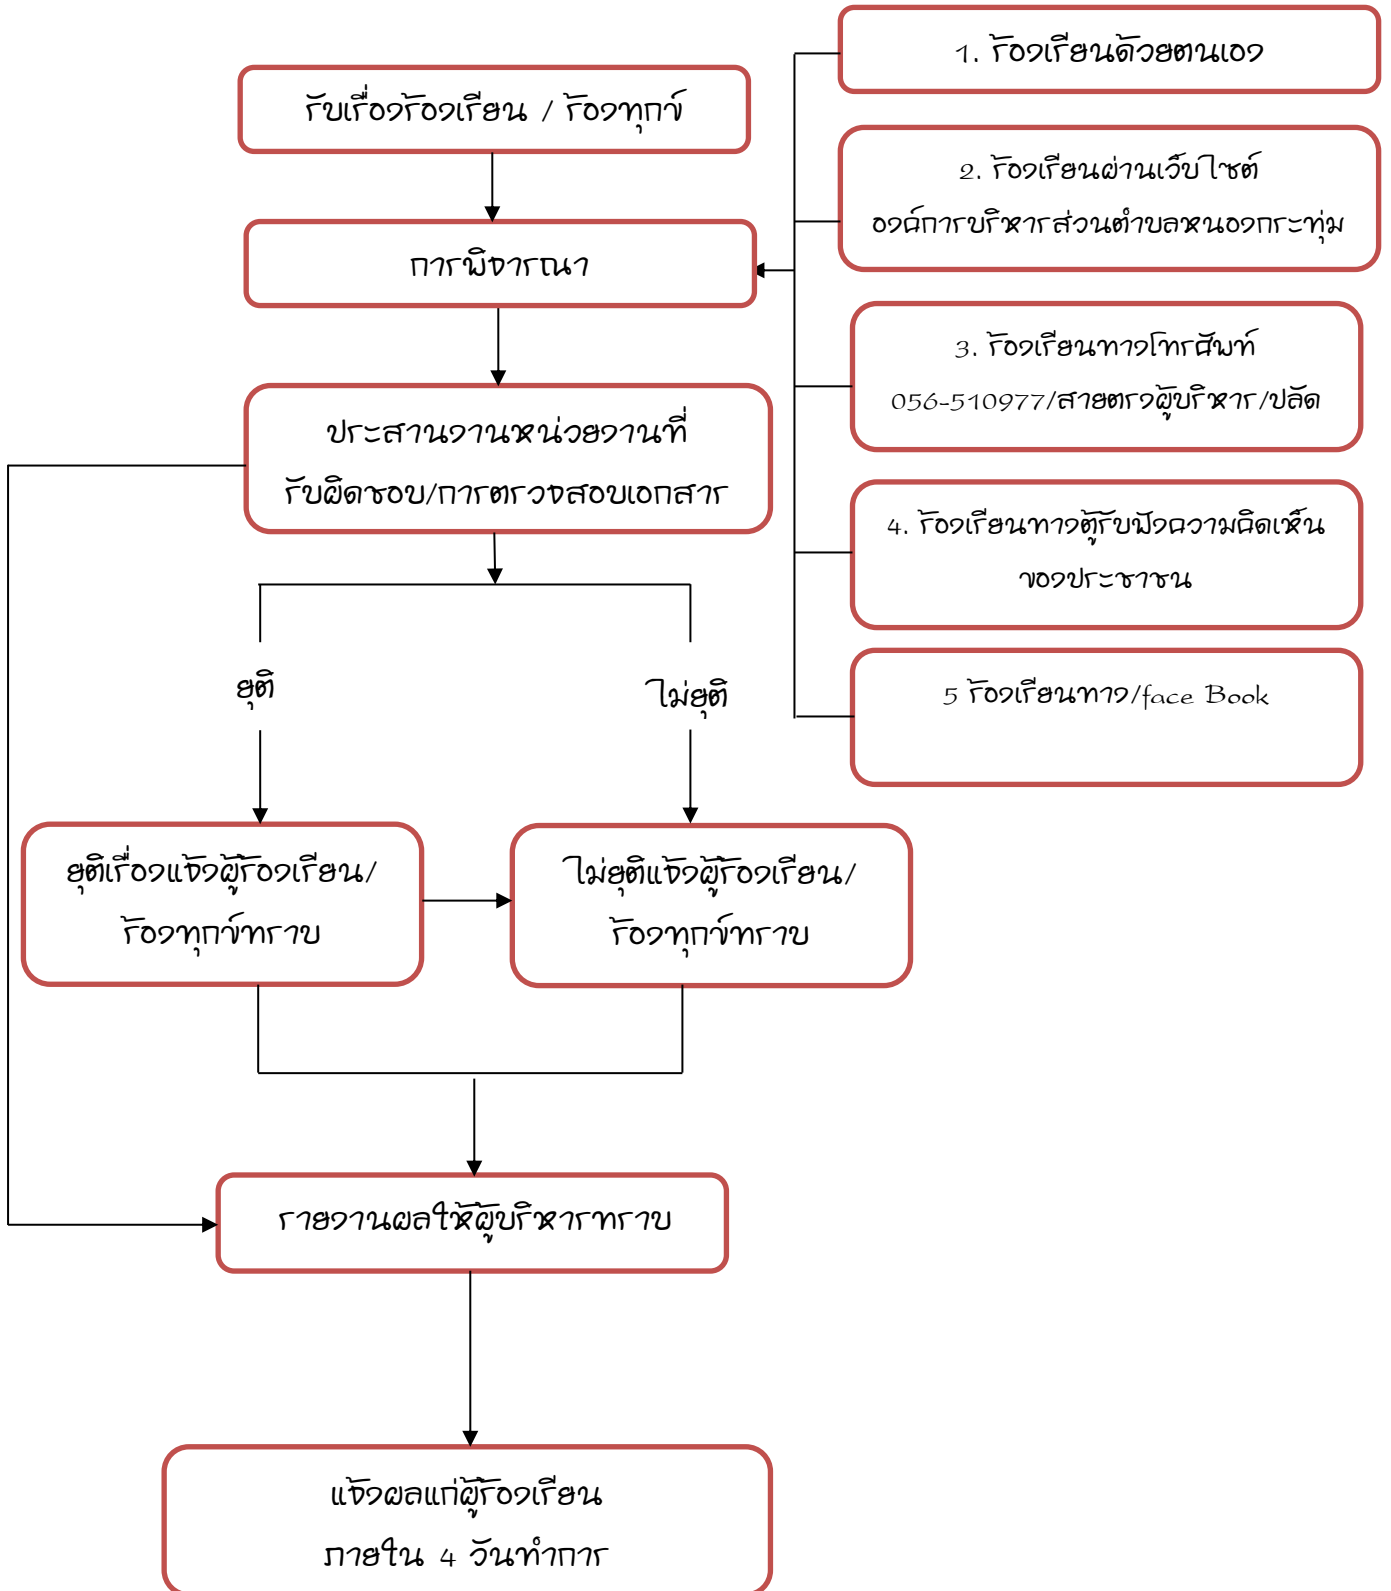 รับเรื่องร้องเรียน / ร้องทุกข์
การพิจารณา
ประสานงานหน่วยงานที่
รับผิดชอบ/การตรวจสอบเอกสาร
ยุติ
ไม่ยุติ
ยุติเรื่องแจ้งผู้ร้องเรียน/
ร้องทุกข์ทราบ
ไม่ยุติแจ้งผู้ร้องเรียน/
ร้องทุกข์ทราบ
รายงานผลให้ผู้บริหารทราบ
แจ้งผลแก่ผู้ร้องเรียน
ภายใน 4 วันทำการ
1. ร้องเรียนด้วยตนเอง
2. ร้องเรียนผ่านเว็บไซต์
องค์การบริหารส่วนตำบลหนองกระทุ่ม
3. ร้องเรียนทางโทรศัพท์
056-510977/สายตรงผู้บริหาร/ปลัด
4. ร้องเรียนทางตู้รับฟังความคิดเห็น
ของประชาชน
5 ร้องเรียนทาง/face Book